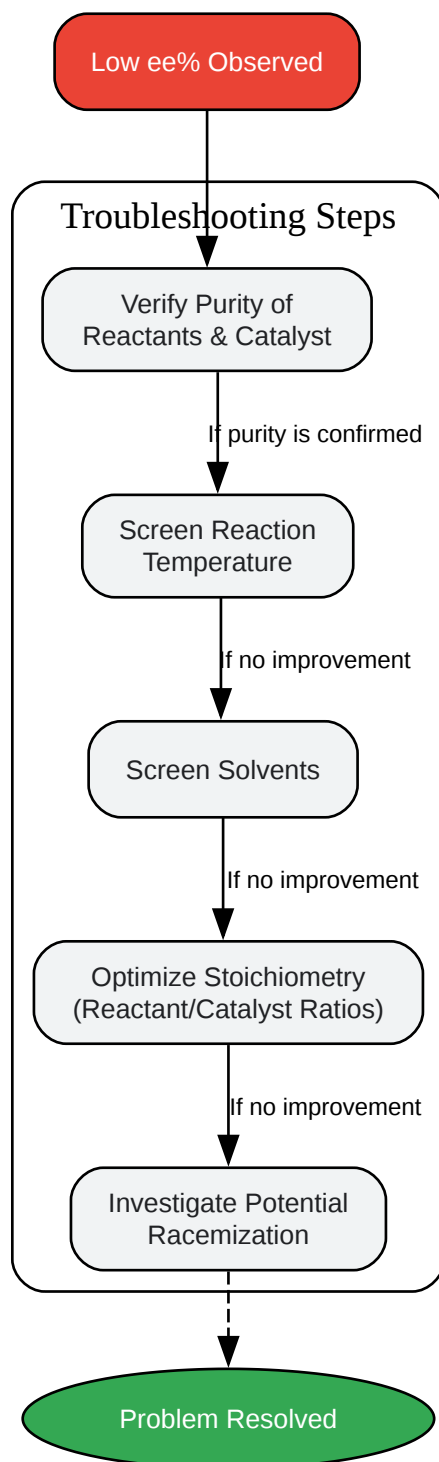 Low ee% Observed
Troubleshooting Steps
Verify Purity of
Reactants & Catalyst
If purity is confirmed
Screen Reaction
Temperature
If no improvement
Screen Solvents
If no improvement
Optimize Stoichiometry
(Reactant/Catalyst Ratios)
If no improvement
Investigate Potential
Racemization
Problem Resolved